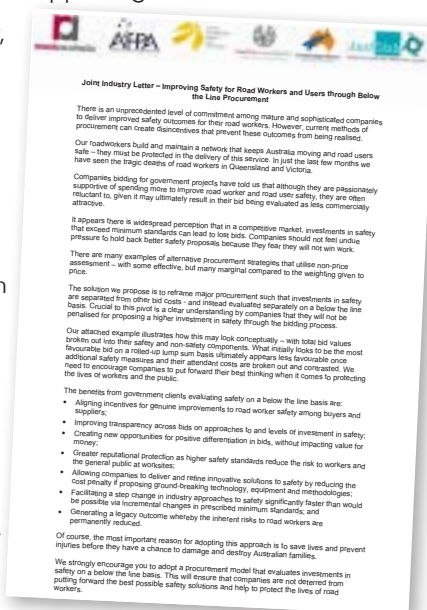 AfPA
Joint Industry Letter – Improving Safety for Road Workers and Users through Below
the Line Procurement
There is an unprecedented level of commitment among mature and sophisticated companies
to deliver improved safety outcomes for their road workers. However, current methods of
procurement can create disincentives that prevent these outcomes from being realised.
Our roadworkers build and maintain a network that keeps Australia moving and road users
safe – they must be protected in the delivery of this service. In just the last few months we
have seen the tragic deaths of road workers in Queensland and Victoria.
Companies bidding for government projects have told us that although they are passionately
supportive of spending more to improve road worker and road user safety, they are often
reluctant to, given it may ultimately result in their bid being evaluated as less commercially
attractive.
It appears there is widespread perception that in a competitive market, investments in safety
that exceed minimum standards can lead to lost bids. Companies should not feel undue
pressure to hold back better safety proposals because they fear they will not win work.
There are many examples of alternative procurement strategies that utilise non-price
assessment – with some effective, but many marginal compared to the weighting given to
price.
The solution we propose is to reframe major procurement such that investments in safety
are separated from other bid costs - and instead evaluated separately on a below the line
basis. Crucial to this pivot is a clear understanding by companies that they will not be
penalised for proposing a higher investment in safety through the bidding process.
Our attached example illustrates how this may look conceptually – with total bid values
broken out into their safety and non-safety components. What initially looks to be the most
favourable bid on a rolled-up lump sum basis ultimately appears less favourable once
additional safety measures and their attendant costs are broken out and contrasted. We
need to encourage companies to put forward their best thinking when it comes to protecting
the lives of workers and the public.
The benefits from government clients evaluating safety on a below the line basis are:
• Aligning incentives for genuine improvements to road worker safety among buyers and
suppliers;
• Improving transparency across bids on approaches to and levels of investment in safety;
• Creating new opportunities for positive differentiation in bids, without impacting value for
money;
• Greater reputational protection as higher safety standards reduce the risk to workers and
the general public at worksites;
• Allowing companies to deliver and refine innovative solutions to safety by reducing the
cost penalty if proposing ground-breaking technology, equipment and methodologies;
• Facilitating a step change in industry approaches to safety significantly faster than would
be possible via incremental changes in prescribed minimum standards; and
• Generating a legacy outcome whereby the inherent risks to road workers are
permanently reduced.
Of course, the most important reason for adopting this approach is to save lives and prevent
injuries before they have a chance to damage and destroy Australian families.
We strongly encourage you to adopt a procurement model that evaluates investments in
safety on a below the line basis. This will ensure that companies are not deterred from
putting forward the best possible safety solutions and help to protect the lives of road
workers.